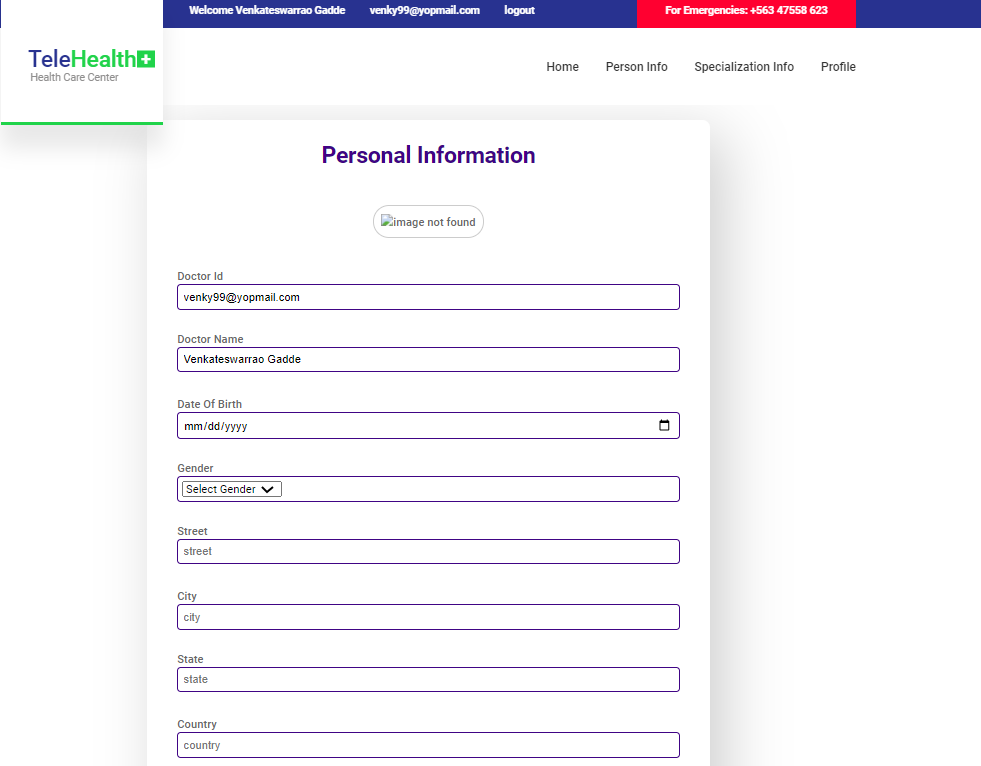 Welcome Venkateswarrao Gadde venky99@yopmail.com logout For Emergencies: +563 47558 623
TeleHealth
Health Care Center
Home Person Info Specialization Info Profile
Personal Information
image not found
Doctor Id
venky99@yopmail.com
Doctor Name
Venkateswarrao Gadde
Date Of Birth
mm/dd/yyyy
Gender
Select Gender
Street
street
City
city
State
state
Country
country